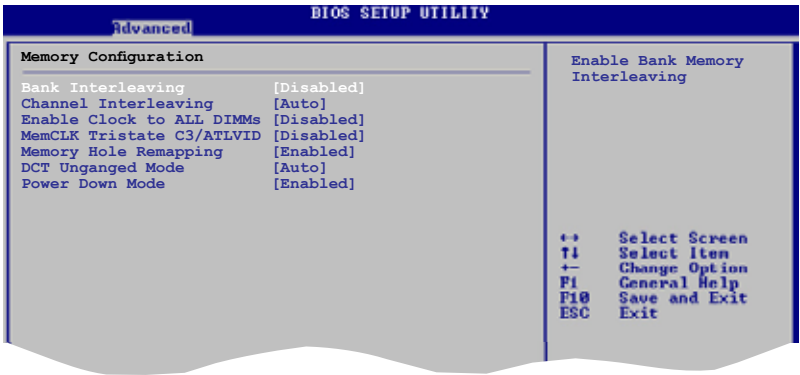 BIOS SETUP UTILITY
Advanced
Memory Configuration
Bank Interleaving [Disabled]
Channel Interleaving [Auto]
Enable Clock to ALL DIMMs [Disabled]
MemCLK Tristate C3/ATLVID [Disabled]
Memory Hole Remapping [Enabled]
DCT Unganged Mode [Auto]
Power Down Mode [Enabled]
Enable Bank Memory
Interleaving
←→ Select Screen
↑↓ Select Item
+- Change Option
F1 General Help
F10 Save and Exit
ESC Exit